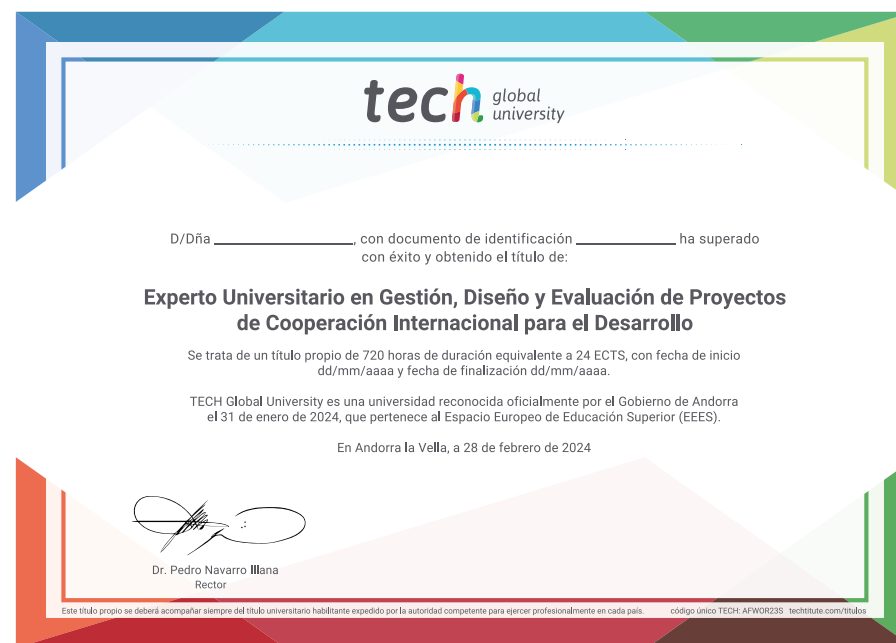 tech global university
D/Dña ____________________, con documento de identificación ______________ ha superado
con éxito y obtenido el título de:
Experto Universitario en Gestión, Diseño y Evaluación de Proyectos
de Cooperación Internacional para el Desarrollo
Se trata de un título propio de 720 horas de duración equivalente a 24 ECTS, con fecha de inicio
dd/mm/aaaa y fecha de finalización dd/mm/aaaa.
TECH Global University es una universidad reconocida oficialmente por el Gobierno de Andorra
el 31 de enero de 2024, que pertenece al Espacio Europeo de Educación Superior (EEES).
En Andorra la Vella, a 28 de febrero de 2024
Dr. Pedro Navarro Illana
Rector
Este título propio se deberá acompañar siempre del título universitario habilitante expedido por la autoridad competente para ejercer profesionalmente en cada país. código único TECH: AFWOR23S techtitute.com/titulos